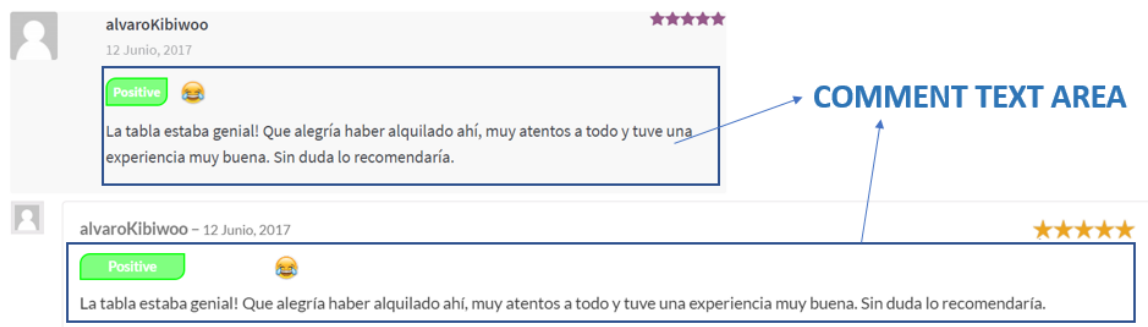 alvaroKibiwoo
12 Junio, 2017
Positive
La tabla estaba genial! Que alegría haber alquilado ahí, muy atentos a todo y tuve una
experiencia muy buena. Sin duda lo recomendaría.
COMMENT TEXT AREA
alvaroKibiwoo – 12 Junio, 2017
Positive
La tabla estaba genial! Que alegría haber alquilado ahí, muy atentos a todo y tuve una experiencia muy buena. Sin duda lo recomendaría.